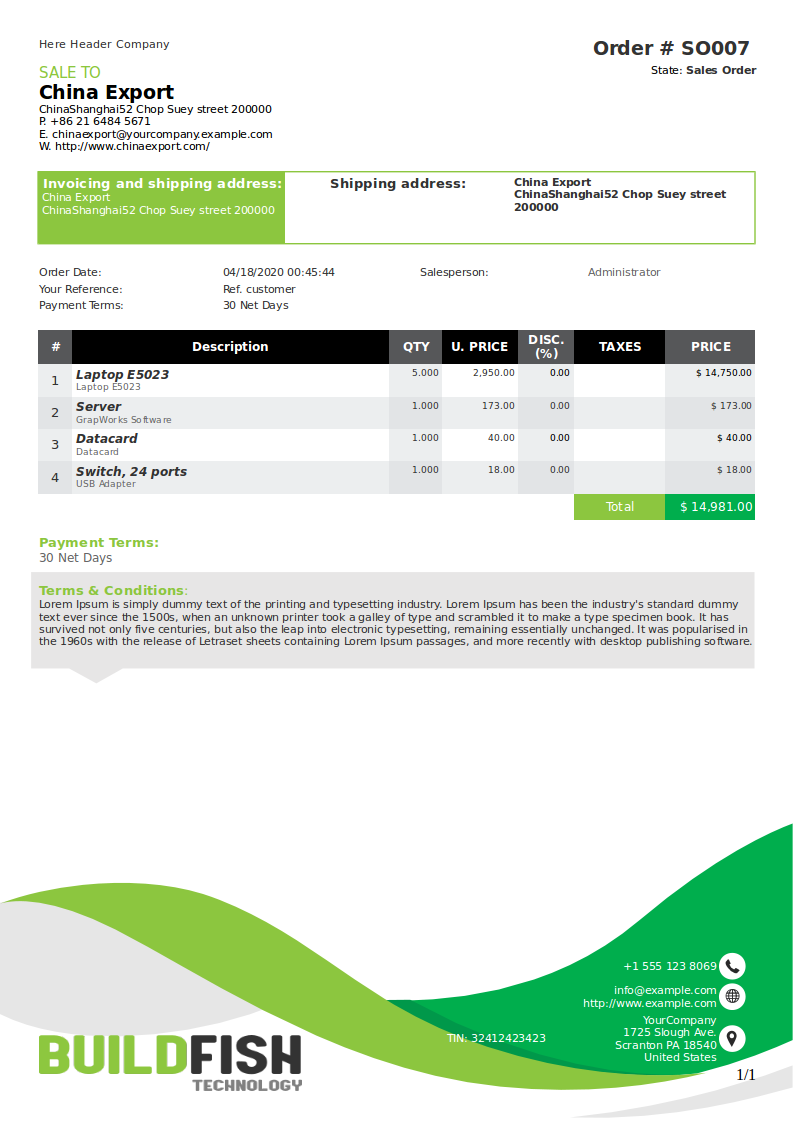 Here Header Company
Order # SO007
State: Sales Order
SALE TO
China Export
ChinaShanghai52 Chop Suey street 200000
P. +86 21 6484 5671
E. chinaexport@yourcompany.example.com
W. http://www.chinaexport.com/
Invoicing and shipping address:
China Export
ChinaShanghai52 Chop Suey street 200000
Shipping address:
China Export
ChinaShanghai52 Chop Suey street
200000
Order Date: 04/18/2020 00:45:44 Salesperson: Administrator
Your Reference: Ref. customer
Payment Terms: 30 Net Days
# Description QTY U. PRICE DISC. (%) TAXES PRICE
1 Laptop E5023 5.000 2,950.00 0.00 $ 14,750.00
Laptop E5023
2 Server 1.000 173.00 0.00 $ 173.00
GrapWorks Software
3 Datacard 1.000 40.00 0.00 $ 40.00
Datacard
4 Switch, 24 ports 1.000 18.00 0.00 $ 18.00
USB Adapter
Total $ 14,981.00
Payment Terms:
30 Net Days
Terms & Conditions:
Lorem Ipsum is simply dummy text of the printing and typesetting industry. Lorem Ipsum has been the industry's standard dummy
text ever since the 1500s, when an unknown printer took a galley of type and scrambled it to make a type specimen book. It has
survived not only five centuries, but also the leap into electronic typesetting, remaining essentially unchanged. It was popularised in
the 1960s with the release of Letraset sheets containing Lorem Ipsum passages, and more recently with desktop publishing software.
+1 555 123 8069
info@example.com
http://www.example.com
YourCompany
1725 Slough Ave.
Scranton PA 18540
United States
TIN: 32412423423
BUILDFISH
TECHNOLOGY
1/1